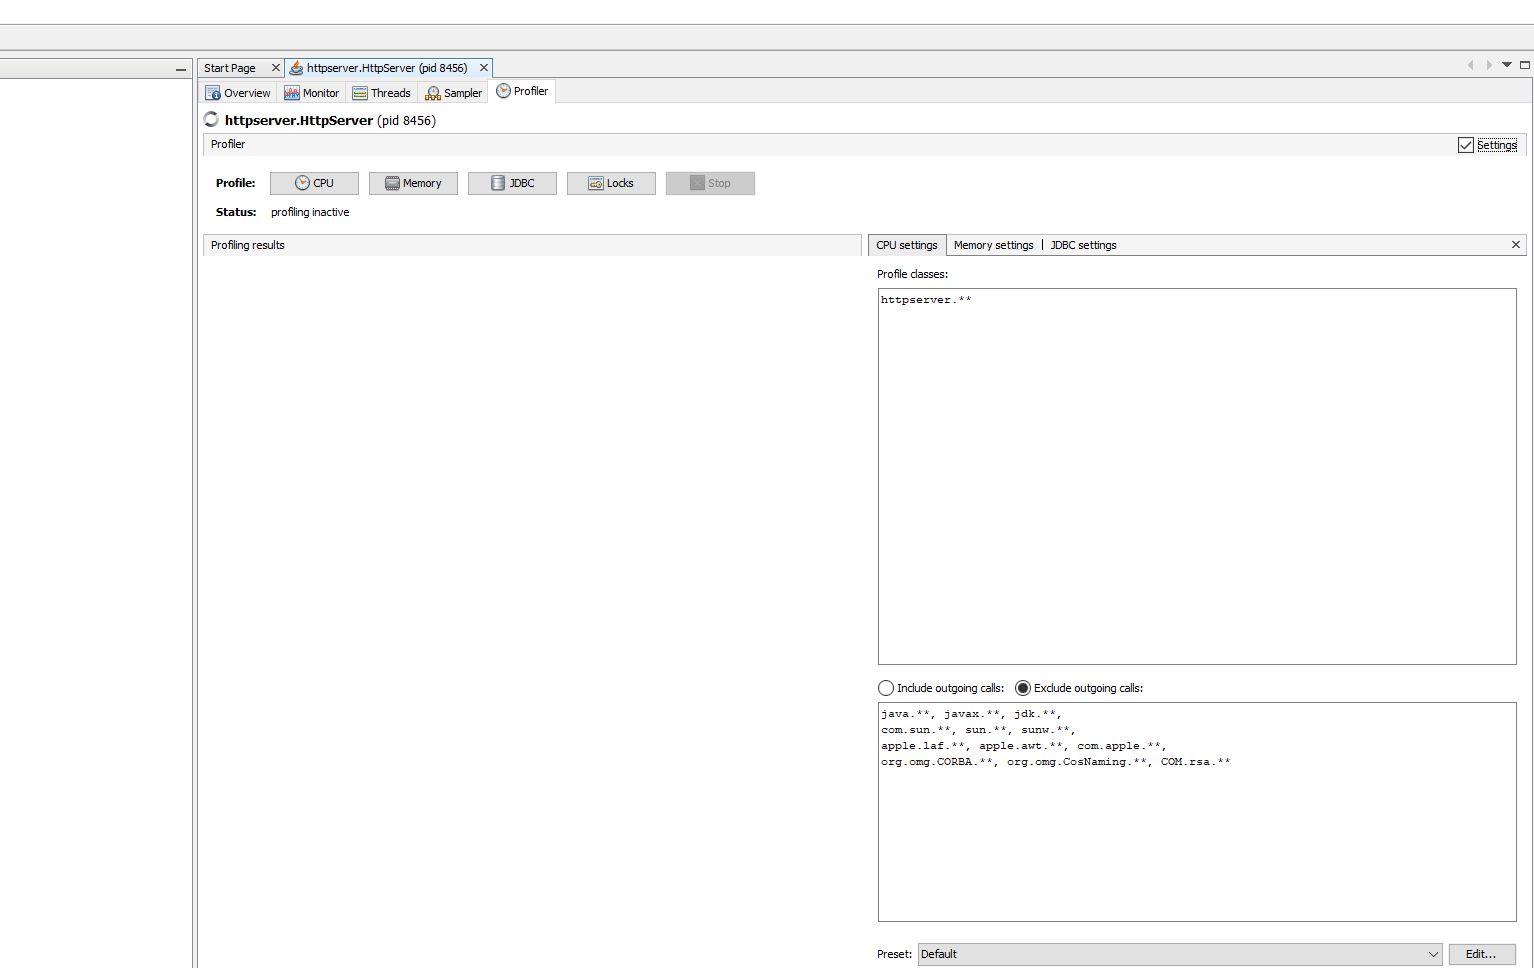 Start Page httpserver.HttpServer (pid 8456)
Overview Monitor Threads Sampler Profiler
httpserver.HttpServer (pid 8456)
Profiler Settings
Profile: CPU Memory JDBC Locks Stop
Status: profiling inactive
Profiling results
CPU settings Memory settings JDBC settings
Profile classes:
httpserver.**
Include outgoing calls: Exclude outgoing calls:
java.**, javax.**, jdk.**,
com.sun.**, sun.**, sunw.**,
apple.laf.**, apple.awt.**, com.apple.**,
org.omg.CORBA.**, org.omg.CosNaming.**, COM.rsa.**
Preset: Default Edit...